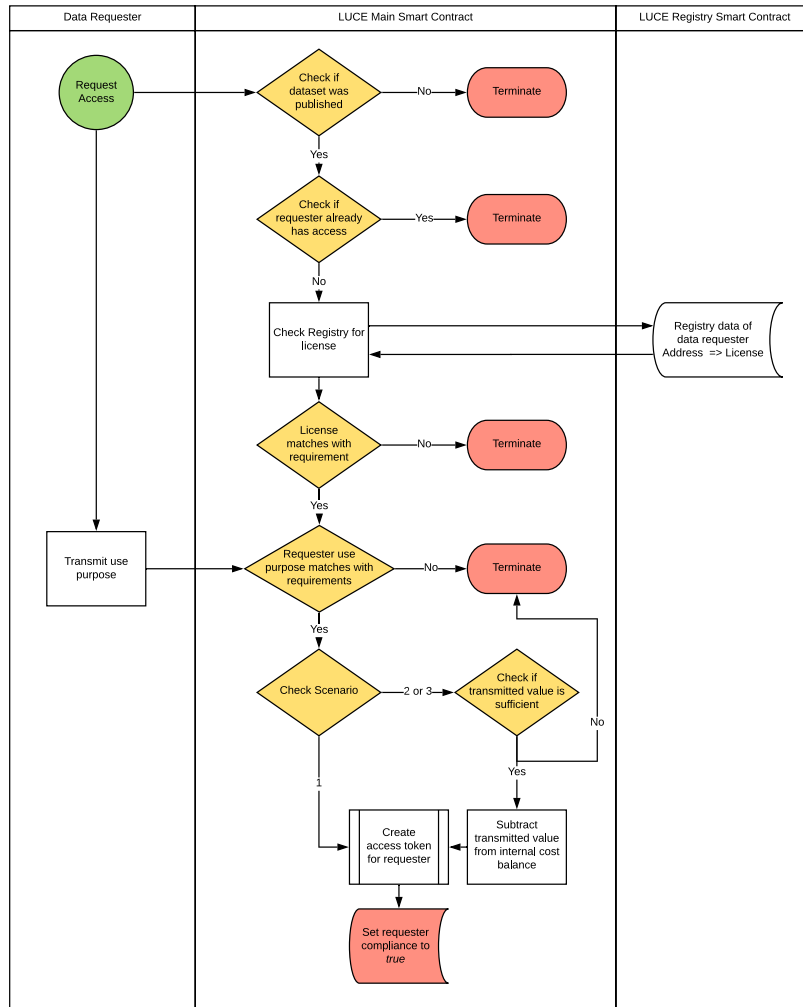 Data Requester
LUCE Main Smart Contract
LUCE Registry Smart Contract
Request
Access
Check if
dataset was
published
No
Terminate
Yes
Check if
requester already
has access
Yes
Terminate
No
Check Registry for
license
Registry data of
data requester
Address => License
License
matches with
requirement
No
Terminate
Yes
Transmit use
purpose
Requester use
purpose matches with
requirements
No
Terminate
Yes
Check Scenario
2 or 3
Check if
transmitted value is
sufficient
No
Yes
1
Create
access token
for requester
Subtract
transmitted value
from internal cost
balance
Set requester
compliance to
true